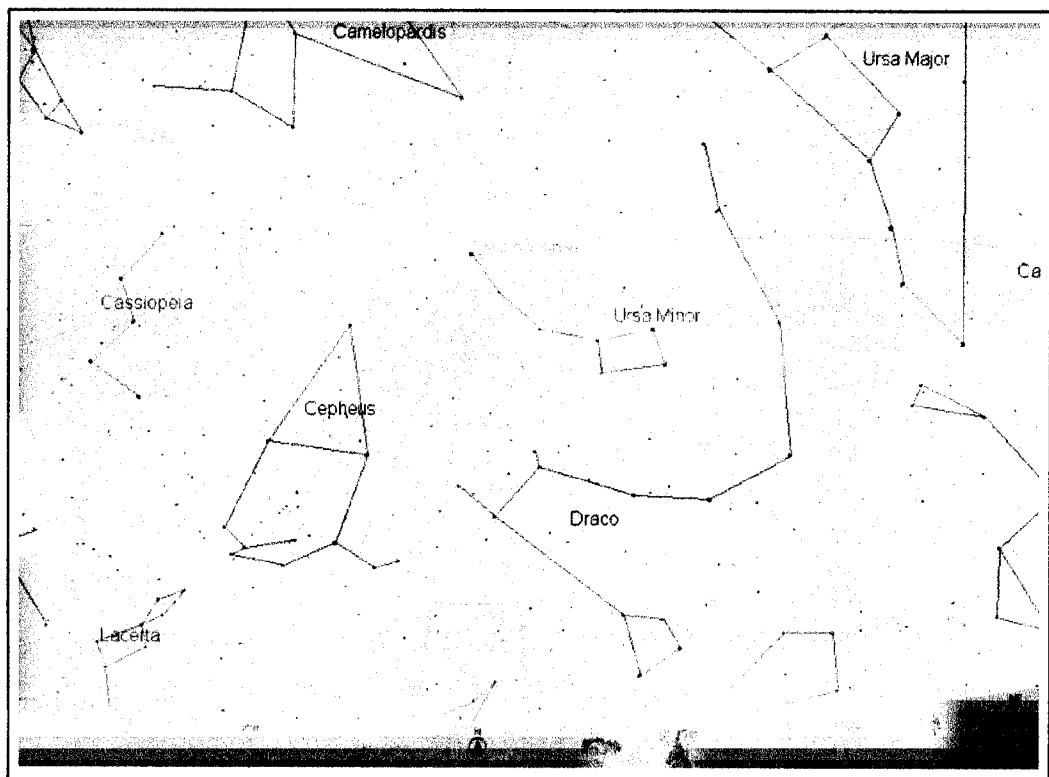 Camelopardis
Ursa Major
Cassiopeia
Ca
Ursa Minor
Cepheus
Draco
Lacerta
N